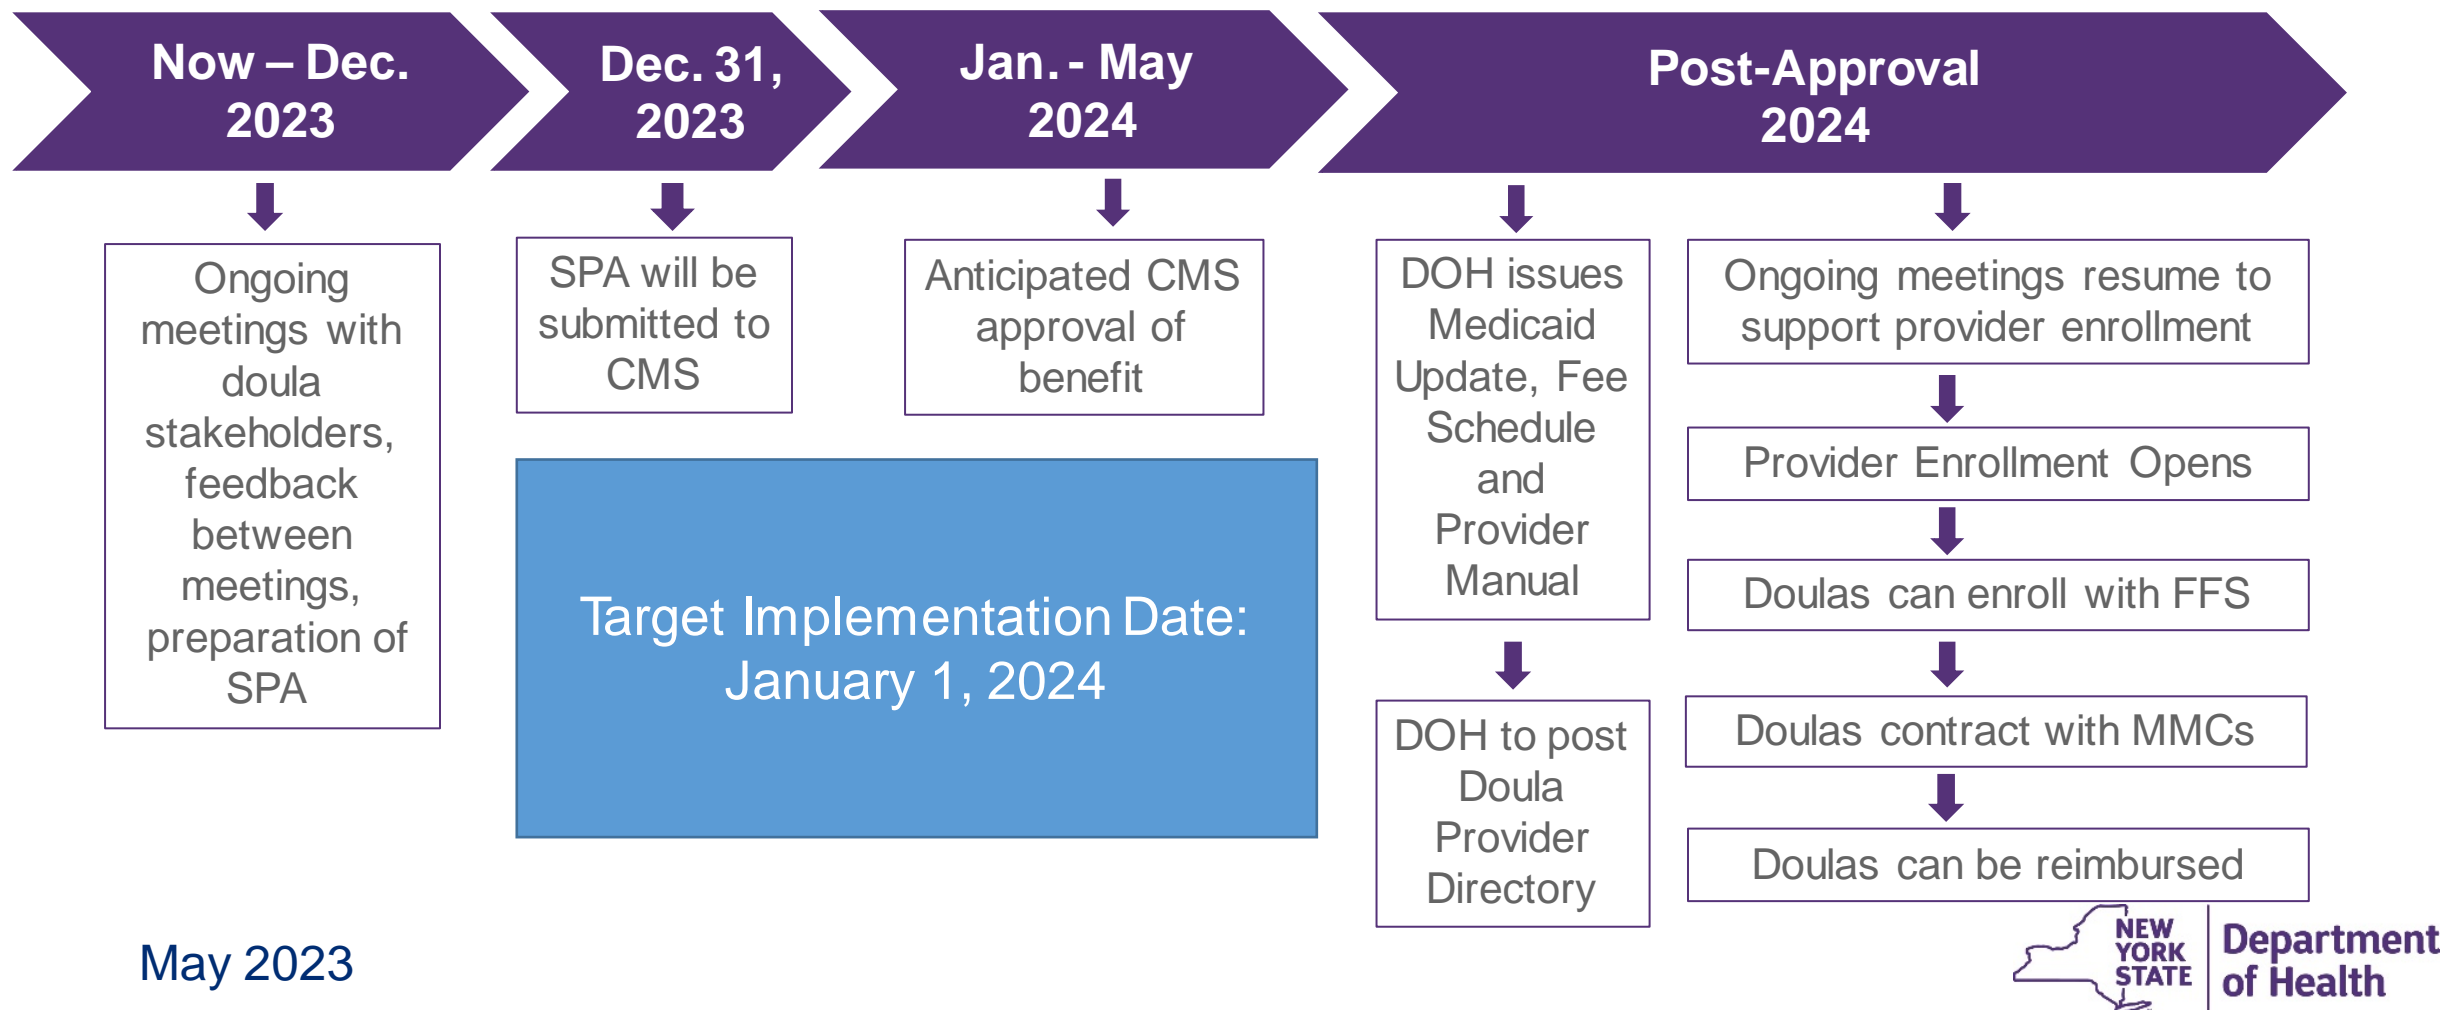 Now – Dec.
2023
Dec. 31,
2023
Jan. - May
2024
Post-Approval
2024
Ongoing
meetings with
doula
stakeholders,
feedback
between
meetings,
preparation of
SPA
SPA will be
submitted to
CMS
Anticipated CMS
approval of
benefit
Target Implementation Date:
January 1, 2024
DOH issues
Medicaid
Update, Fee
Schedule
and
Provider
Manual
DOH to post
Doula
Provider
Directory
Ongoing meetings resume to
support provider enrollment
Provider Enrollment Opens
Doulas can enroll with FFS
Doulas contract with MMCs
Doulas can be reimbursed
May 2023
NEW
YORK
STATE
Department
of Health